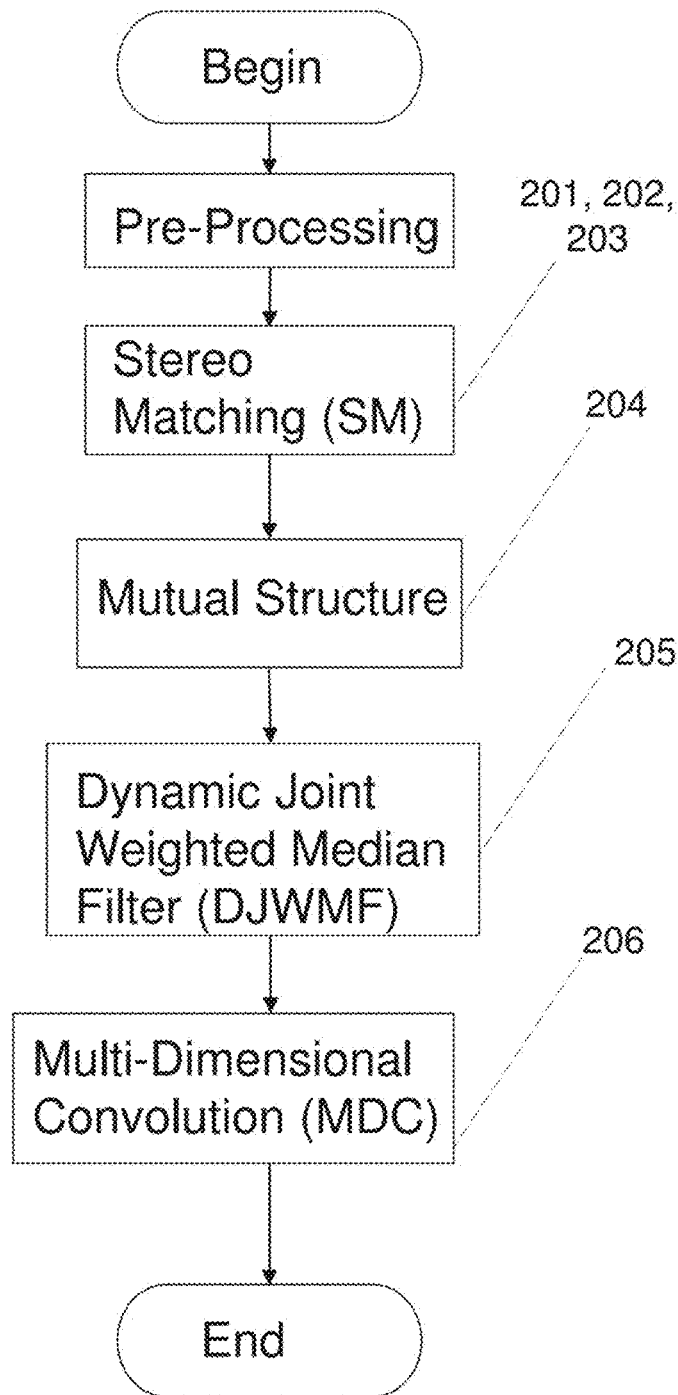 Begin
Pre-Processing
201, 202,
203
Stereo
Matching (SM)
204
Mutual Structure
205
Dynamic Joint
Weighted Median
Filter (DJWMF)
206
Multi-Dimensional
Convolution (MDC)
End